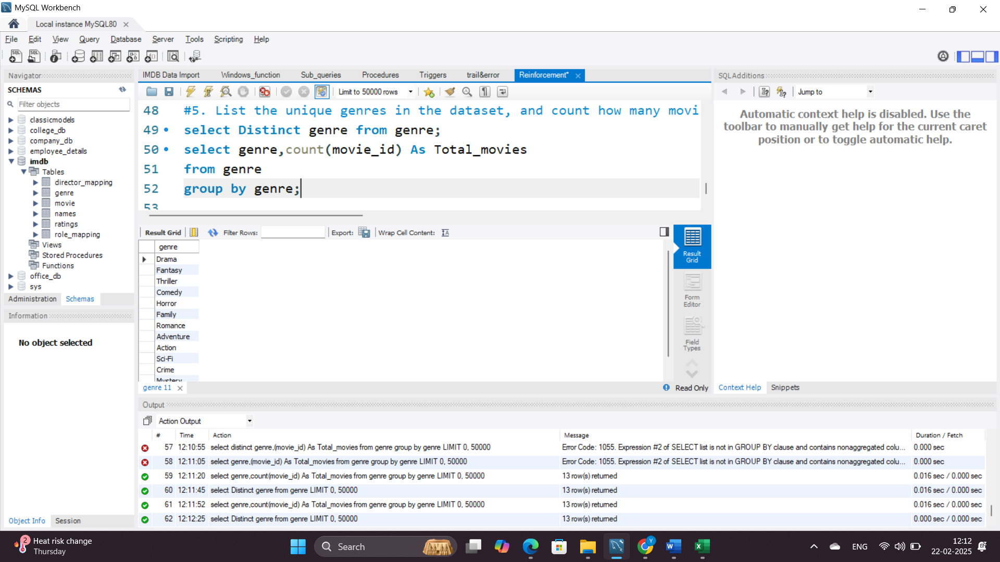 MySQL Workbench
Local instance MySQL80
File Edit View Query Database Server Tools Scripting Help
Navigator
SCHEMAS
Filter objects
classicmodels
college_db
company_db
employee_details
imdb
Tables
director_mapping
genre
movie
names
ratings
role_mapping
Views
Stored Procedures
Functions
office_db
sys
Administration Schemas
Information
No object selected
Object Info Session
IMDB Data Import Windows_function Sub_queries Procedures Triggers trail&error Reinforcement*
Limit to 50000 rows
48 #5. List the unique genres in the dataset, and count how many movi
49 select Distinct genre from genre;
50 select genre,count(movie_id) As Total_movies
51 from genre
52 group by genre;
53
Result Grid Filter Rows: Export: Wrap Cell Content:
genre
Drama
Fantasy
Thriller
Comedy
Horror
Family
Romance
Adventure
Action
Sci-Fi
Crime
Mystery
Result Grid
Form Editor
Field Types
genre 11
Read Only
SQLAdditions
Jump to
Automatic context help is disabled. Use the
toolbar to manually get help for the current caret
position or to toggle automatic help.
Context Help Snippets
Output
Action Output
# Time Action Message Duration / Fetch
57 12:10:55 select distinct genre,(movie_id) As Total_movies from genre group by genre LIMIT 0, 50000 Error Code: 1055. Expression #2 of SELECT list is not in GROUP BY clause and contains nonaggregated colu... 0.000 sec
58 12:11:05 select genre,(movie_id) As Total_movies from genre group by genre LIMIT 0, 50000 Error Code: 1055. Expression #2 of SELECT list is not in GROUP BY clause and contains nonaggregated colu... 0.000 sec
59 12:11:20 select genre,count(movie_id) As Total_movies from genre group by genre LIMIT 0, 50000 13 row(s) returned 0.016 sec / 0.000 sec
60 12:11:45 select Distinct genre from genre LIMIT 0, 50000 13 row(s) returned 0.016 sec / 0.000 sec
61 12:11:52 select genre,count(movie_id) As Total_movies from genre group by genre LIMIT 0, 50000 13 row(s) returned 0.016 sec / 0.000 sec
62 12:12:25 select Distinct genre from genre LIMIT 0, 50000 13 row(s) returned 0.000 sec / 0.000 sec
2
Heat risk change
Thursday
Search
ENG
12:12
22-02-2025